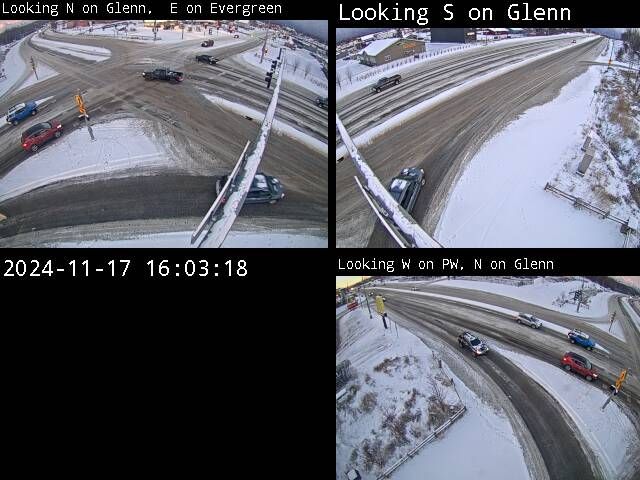 Looking N on Glenn,  E on Evergreen
Looking S on Glenn
2024-11-17 16:03:18
Looking W on PW, N on Glenn